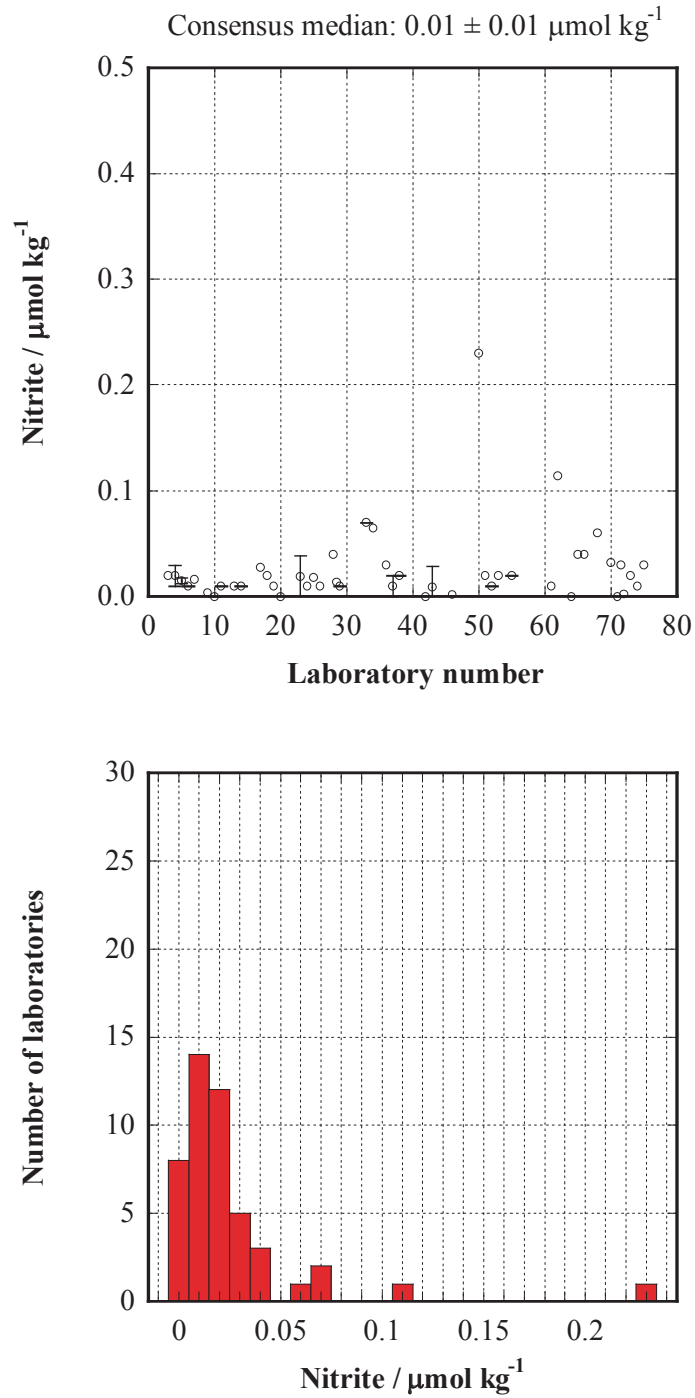 Consensus median: 0.01 ± 0.01 μmol kg-1
0.5
0.4
0.3
0.2
0.1
0.0
Nitrite / μmol kg-1
0 10 20 30 40 50 60 70 80
Laboratory number
30
25
20
15
10
5
0
Number of laboratories
0 0.05 0.1 0.15 0.2
Nitrite / μmol kg-1